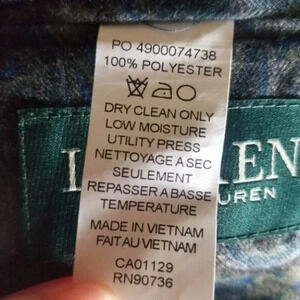 PO 4900074738
100% POLYESTER
DRY CLEAN ONLY
LOW MOISTURE
UTILITY PRESS
NETTOYAGE A SEC
SEULEMENT
REPASSER A BASSE
TEMPERATURE
MADE IN VIETNAM
FAIT AU VIETNAM
CA01129
RN90736